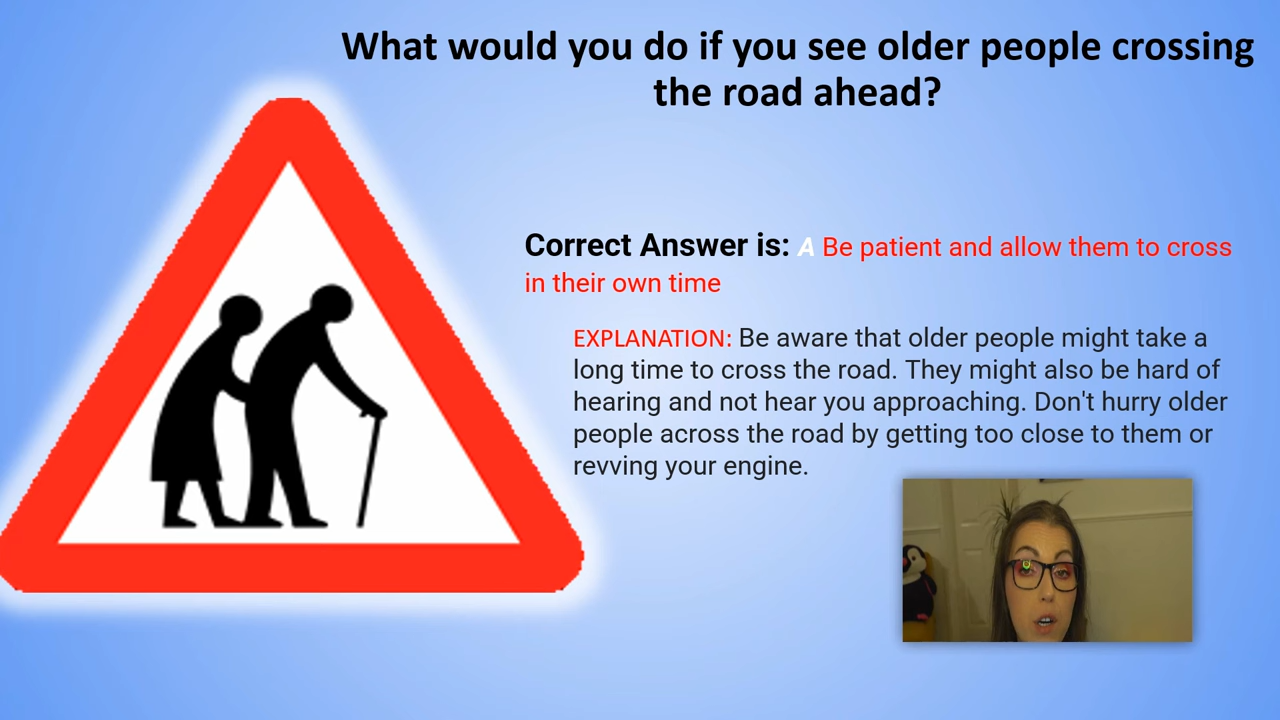 What would you do if you see older people crossing
the road ahead?
Correct Answer is: A Be patient and allow them to cross
in their own time
EXPLANATION: Be aware that older people might take a
long time to cross the road. They might also be hard of
hearing and not hear you approaching. Don't hurry older
people across the road by getting too close to them or
revving your engine.